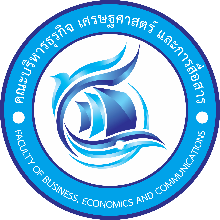 คณะบริหารธุรกิจ เศรษฐศาสตร์ และการสื่อสาร
FACULTY OF BUSINESS, ECONOMICS AND COMMUNICATIONS